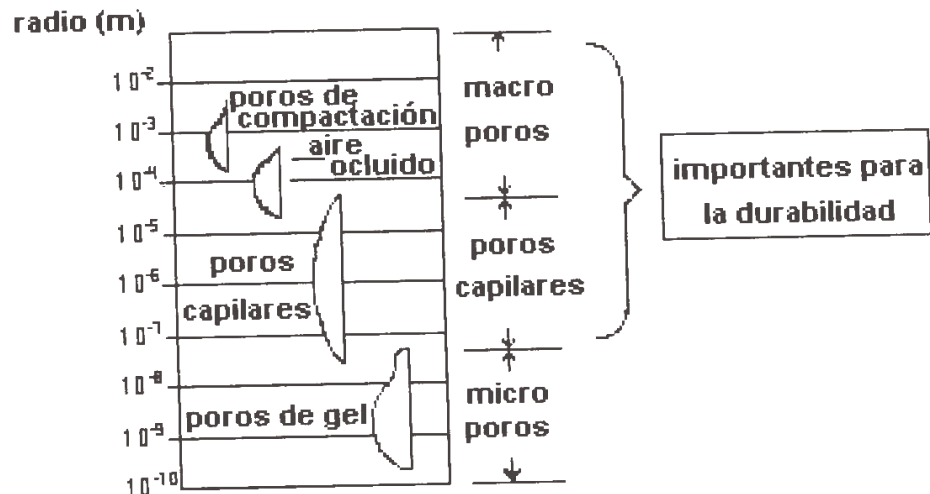 radio (m)
10⁻²
10⁻³
10⁻⁴
10⁻⁵
10⁻⁶
10⁻⁷
10⁻⁸
10⁻⁹
10⁻¹⁰
poros de
compactación
aire
ocluido
poros
capilares
poros de gel
macro
poros
poros
capilares
micro
poros
importantes para
la durabilidad